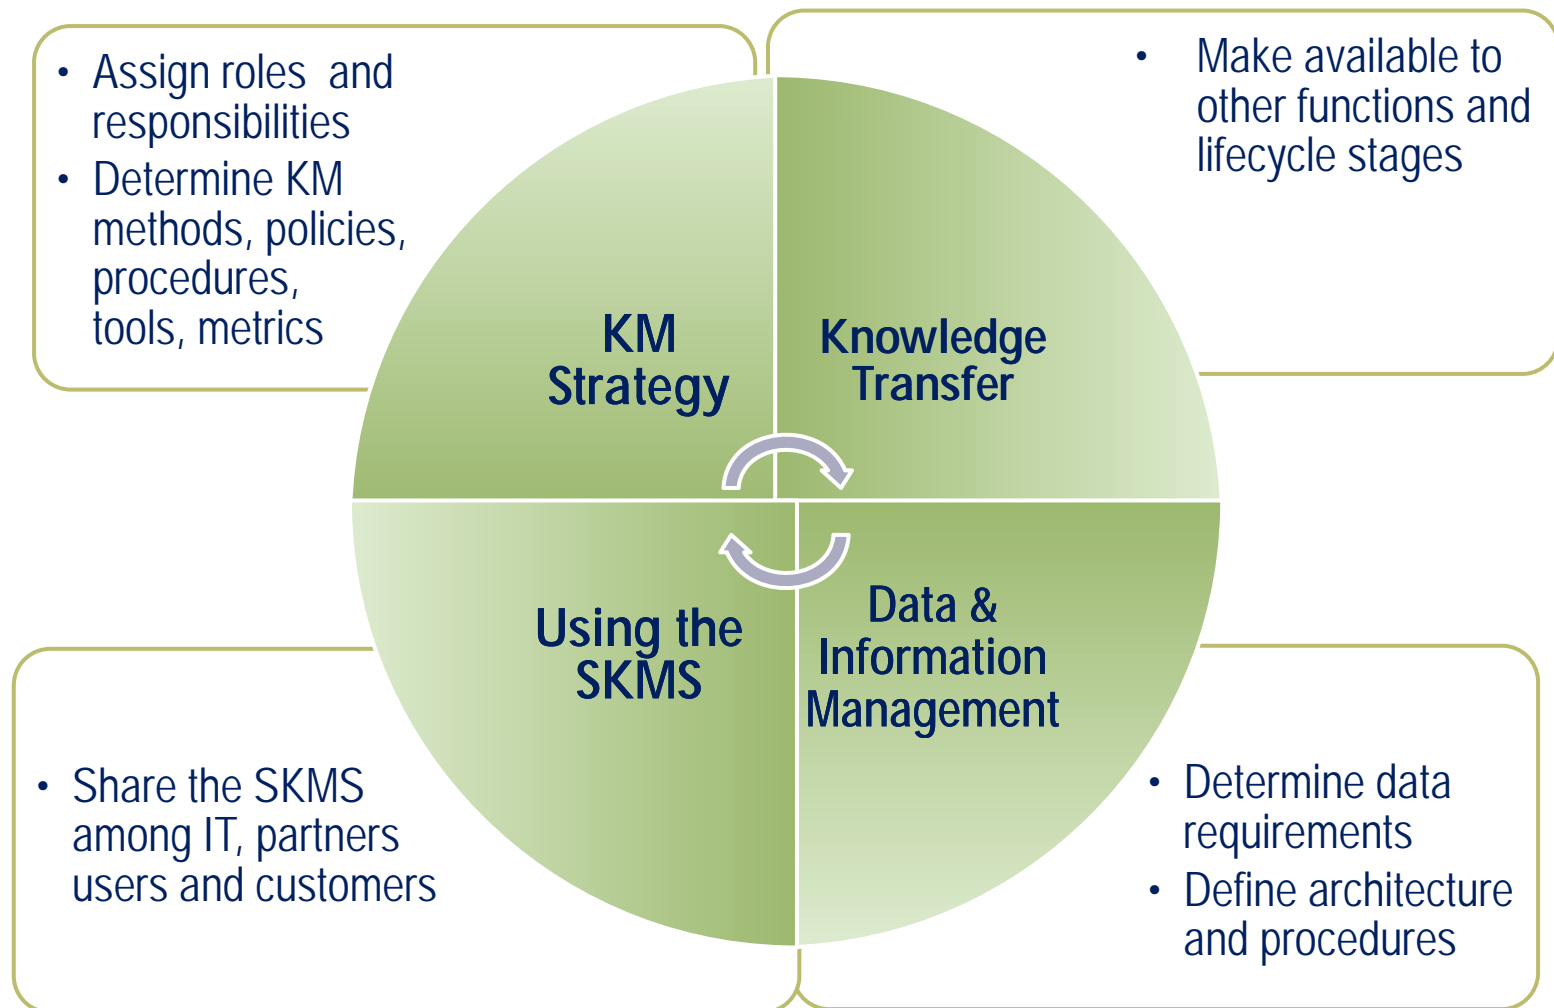 • Assign roles and
responsibilities
• Determine KM
methods, policies,
procedures,
tools, metrics
• Make available to
other functions and
lifecycle stages
KM
Strategy
Knowledge
Transfer
Using the
SKMS
Data &
Information
Management
• Share the SKMS
among IT, partners
users and customers
• Determine data
requirements
• Define architecture
and procedures